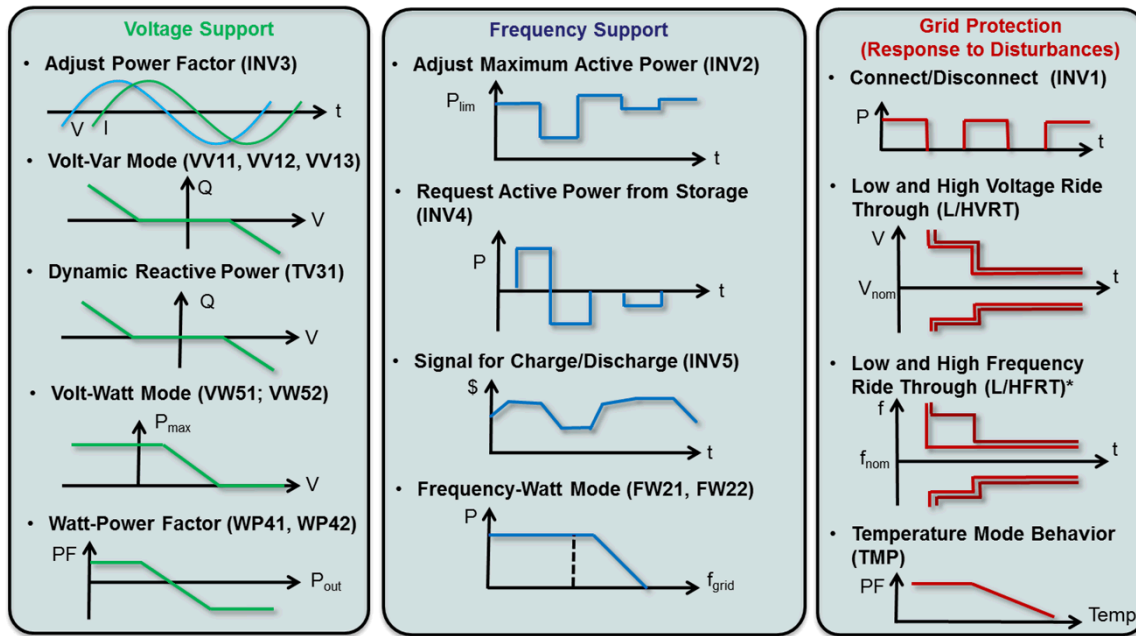 Voltage Support
• Adjust Power Factor (INV3)
t
V I
• Volt-Var Mode (VV11, VV12, VV13)
Q
V
• Dynamic Reactive Power (TV31)
Q
V
• Volt-Watt Mode (VW51; VW52)
Pmax
V
• Watt-Power Factor (WP41, WP42)
PF
Pout
Frequency Support
• Adjust Maximum Active Power (INV2)
Plim
t
• Request Active Power from Storage
(INV4)
P
t
• Signal for Charge/Discharge (INV5)
$
t
• Frequency-Watt Mode (FW21, FW22)
P
fgrid
Grid Protection
(Response to Disturbances)
• Connect/Disconnect (INV1)
P
t
• Low and High Voltage Ride
Through (L/HVRT)
V
t
Vnom
• Low and High Frequency
Ride Through (L/HFRT)*
f
t
fnom
• Temperature Mode Behavior
(TMP)
PF
Temp